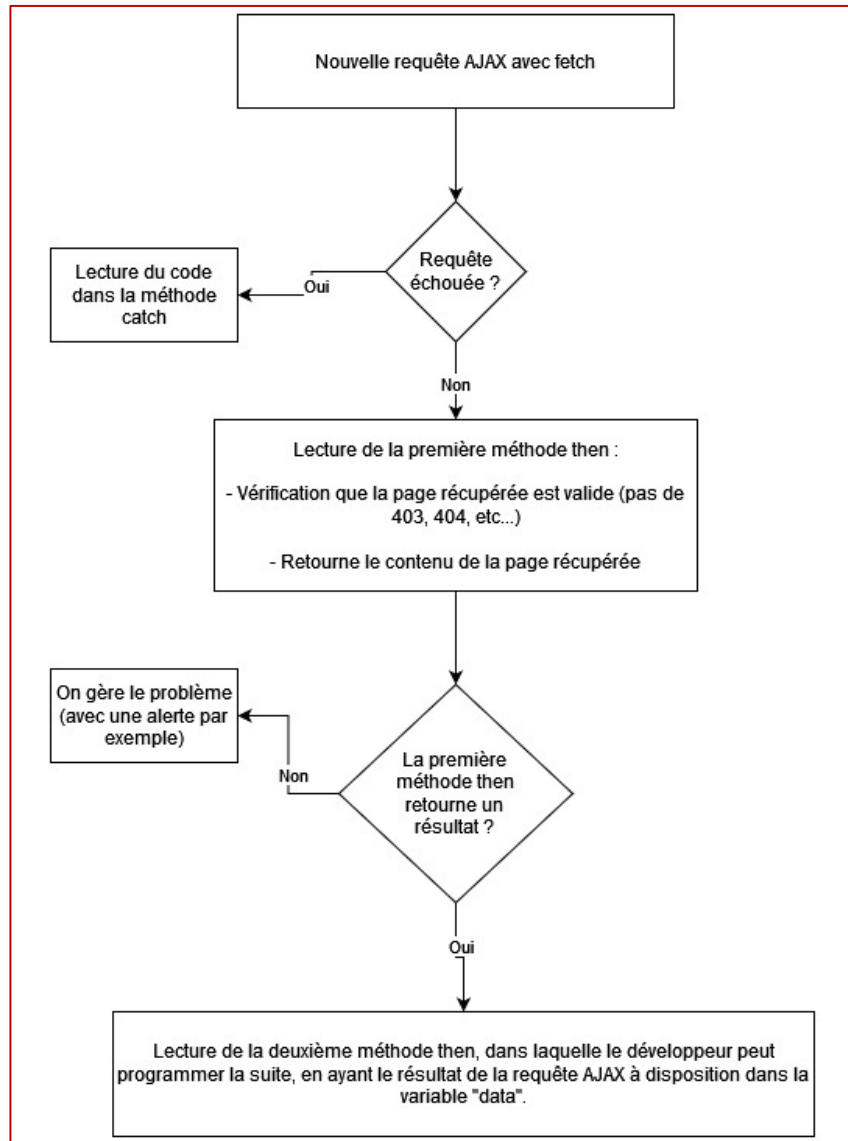 Nouvelle requête AJAX avec fetch
Requête
échouée ?
Oui
Lecture du code
dans la méthode
catch
Non
Lecture de la première méthode then :
- Vérification que la page récupérée est valide (pas de
403, 404, etc...)
- Retourne le contenu de la page récupérée
La première
méthode then
retourne un
résultat ?
Non
On gère le problème
(avec une alerte par
exemple)
Oui
Lecture de la deuxième méthode then, dans laquelle le développeur peut
programmer la suite, en ayant le résultat de la requête AJAX à disposition dans la
variable "data".